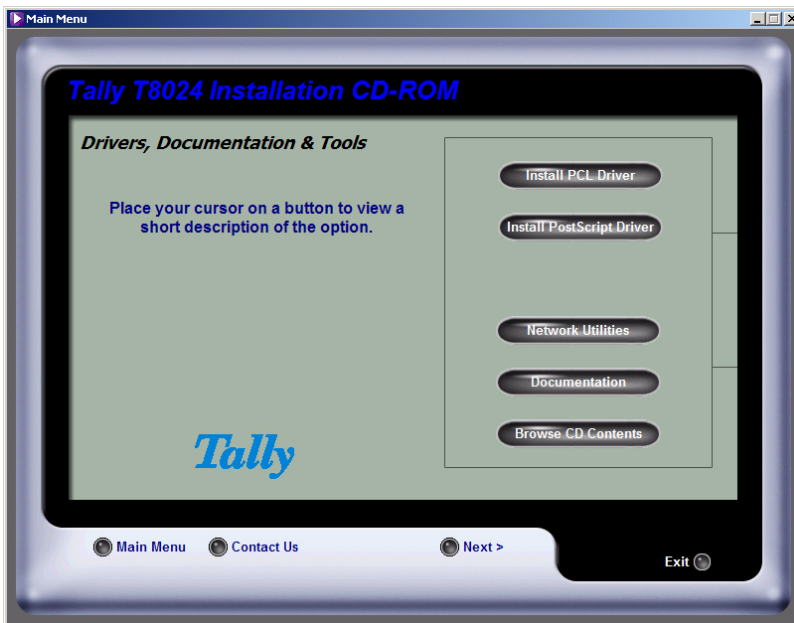 Main Menu
Tally T8024 Installation CD-ROM
Drivers, Documentation & Tools
Place your cursor on a button to view a
short description of the option.
Install PCL Driver
Install PostScript Driver
Network Utilities
Documentation
Browse CD Contents
Tally
Main Menu
Contact Us
Next >
Exit